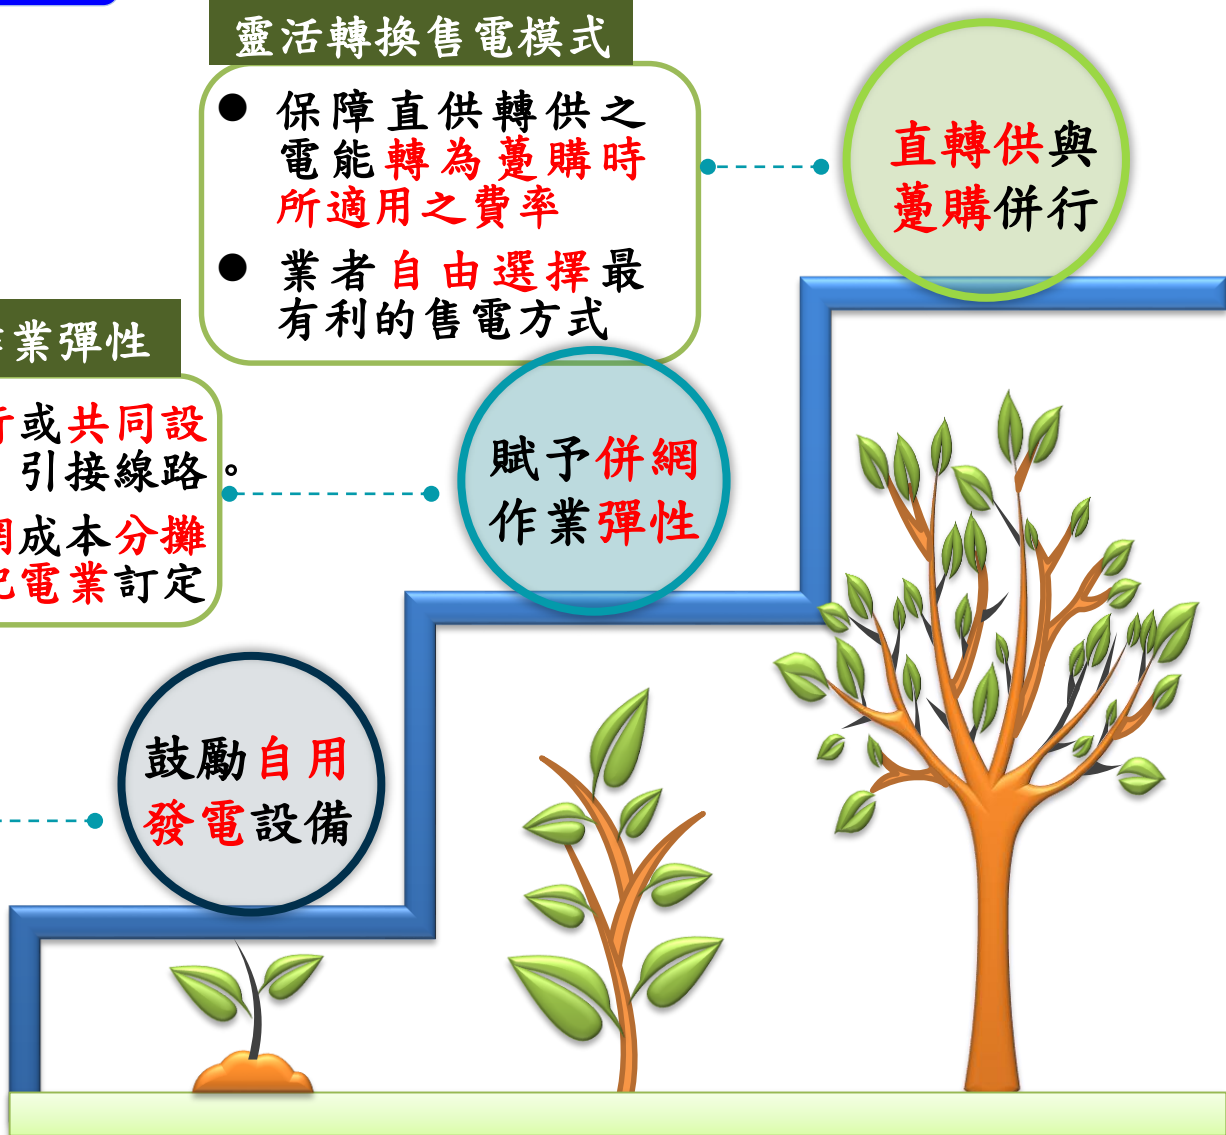 靈活轉換售電模式
● 保障直供轉供之
電能轉為躉購時
所適用之費率
● 業者自由選擇最
有利的售電方式
直轉供與
躉購併行
業彈性
或共同設
引接線路。
成本分攤
電業訂定
賦予併網
作業彈性
鼓勵自用
發電設備